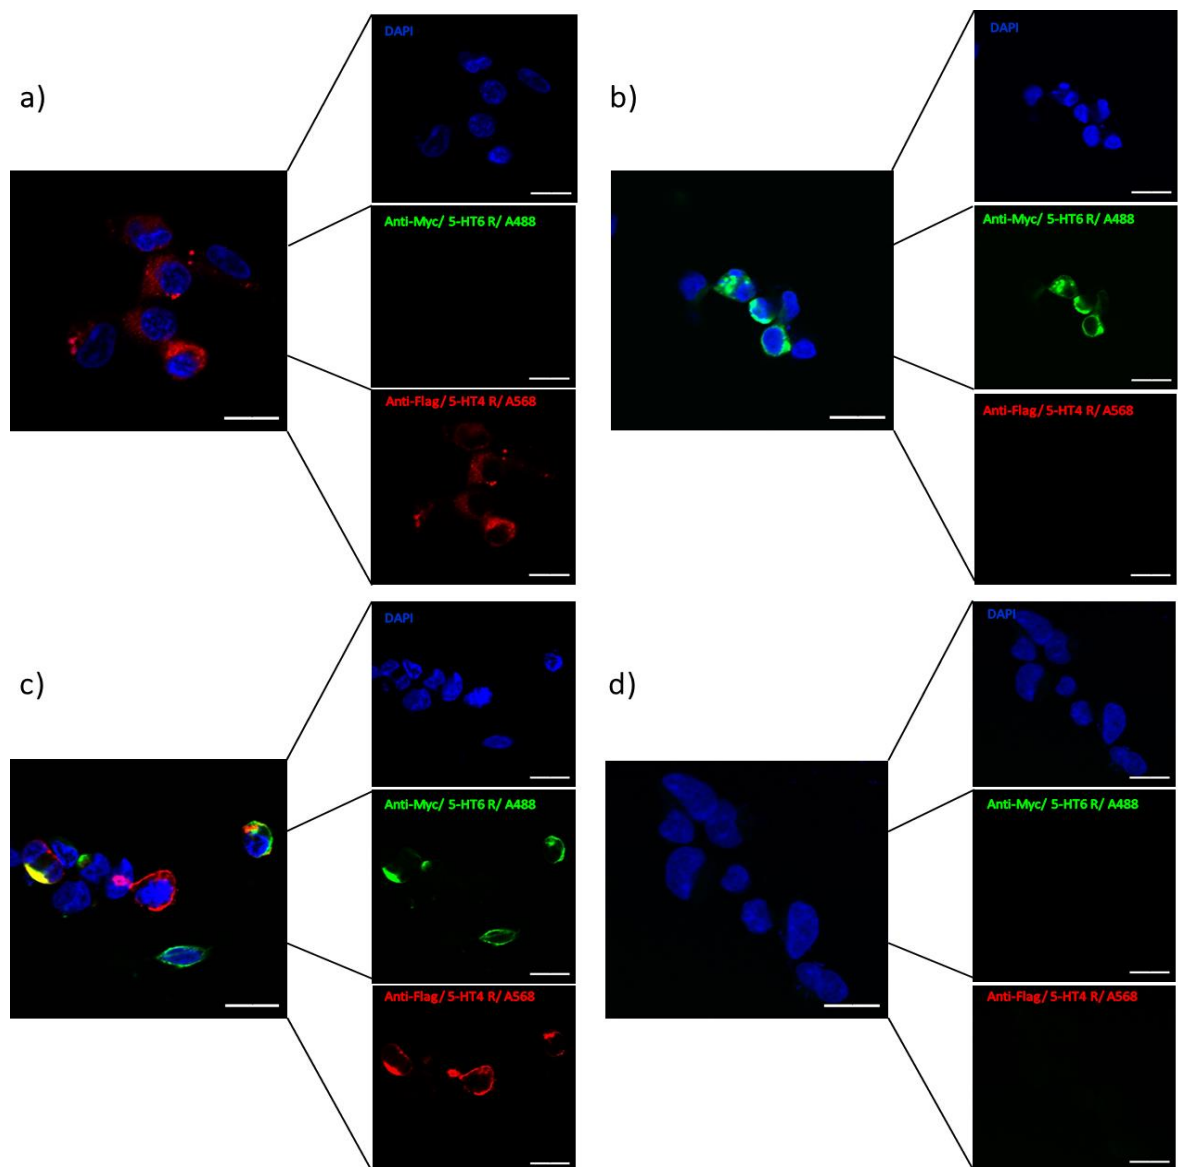 a)
DAPI
Anti-Myc/ 5-HT6 R/ A488
Anti-Flag/ 5-HT4 R/ A568
b)
DAPI
Anti-Myc/ 5-HT6 R/ A488
Anti-Flag/ 5-HT4 R/ A568
c)
DAPI
Anti-Myc/ 5-HT6 R/ A488
Anti-Flag/ 5-HT4 R/ A568
d)
DAPI
Anti-Myc/ 5-HT6 R/ A488
Anti-Flag/ 5-HT4 R/ A568